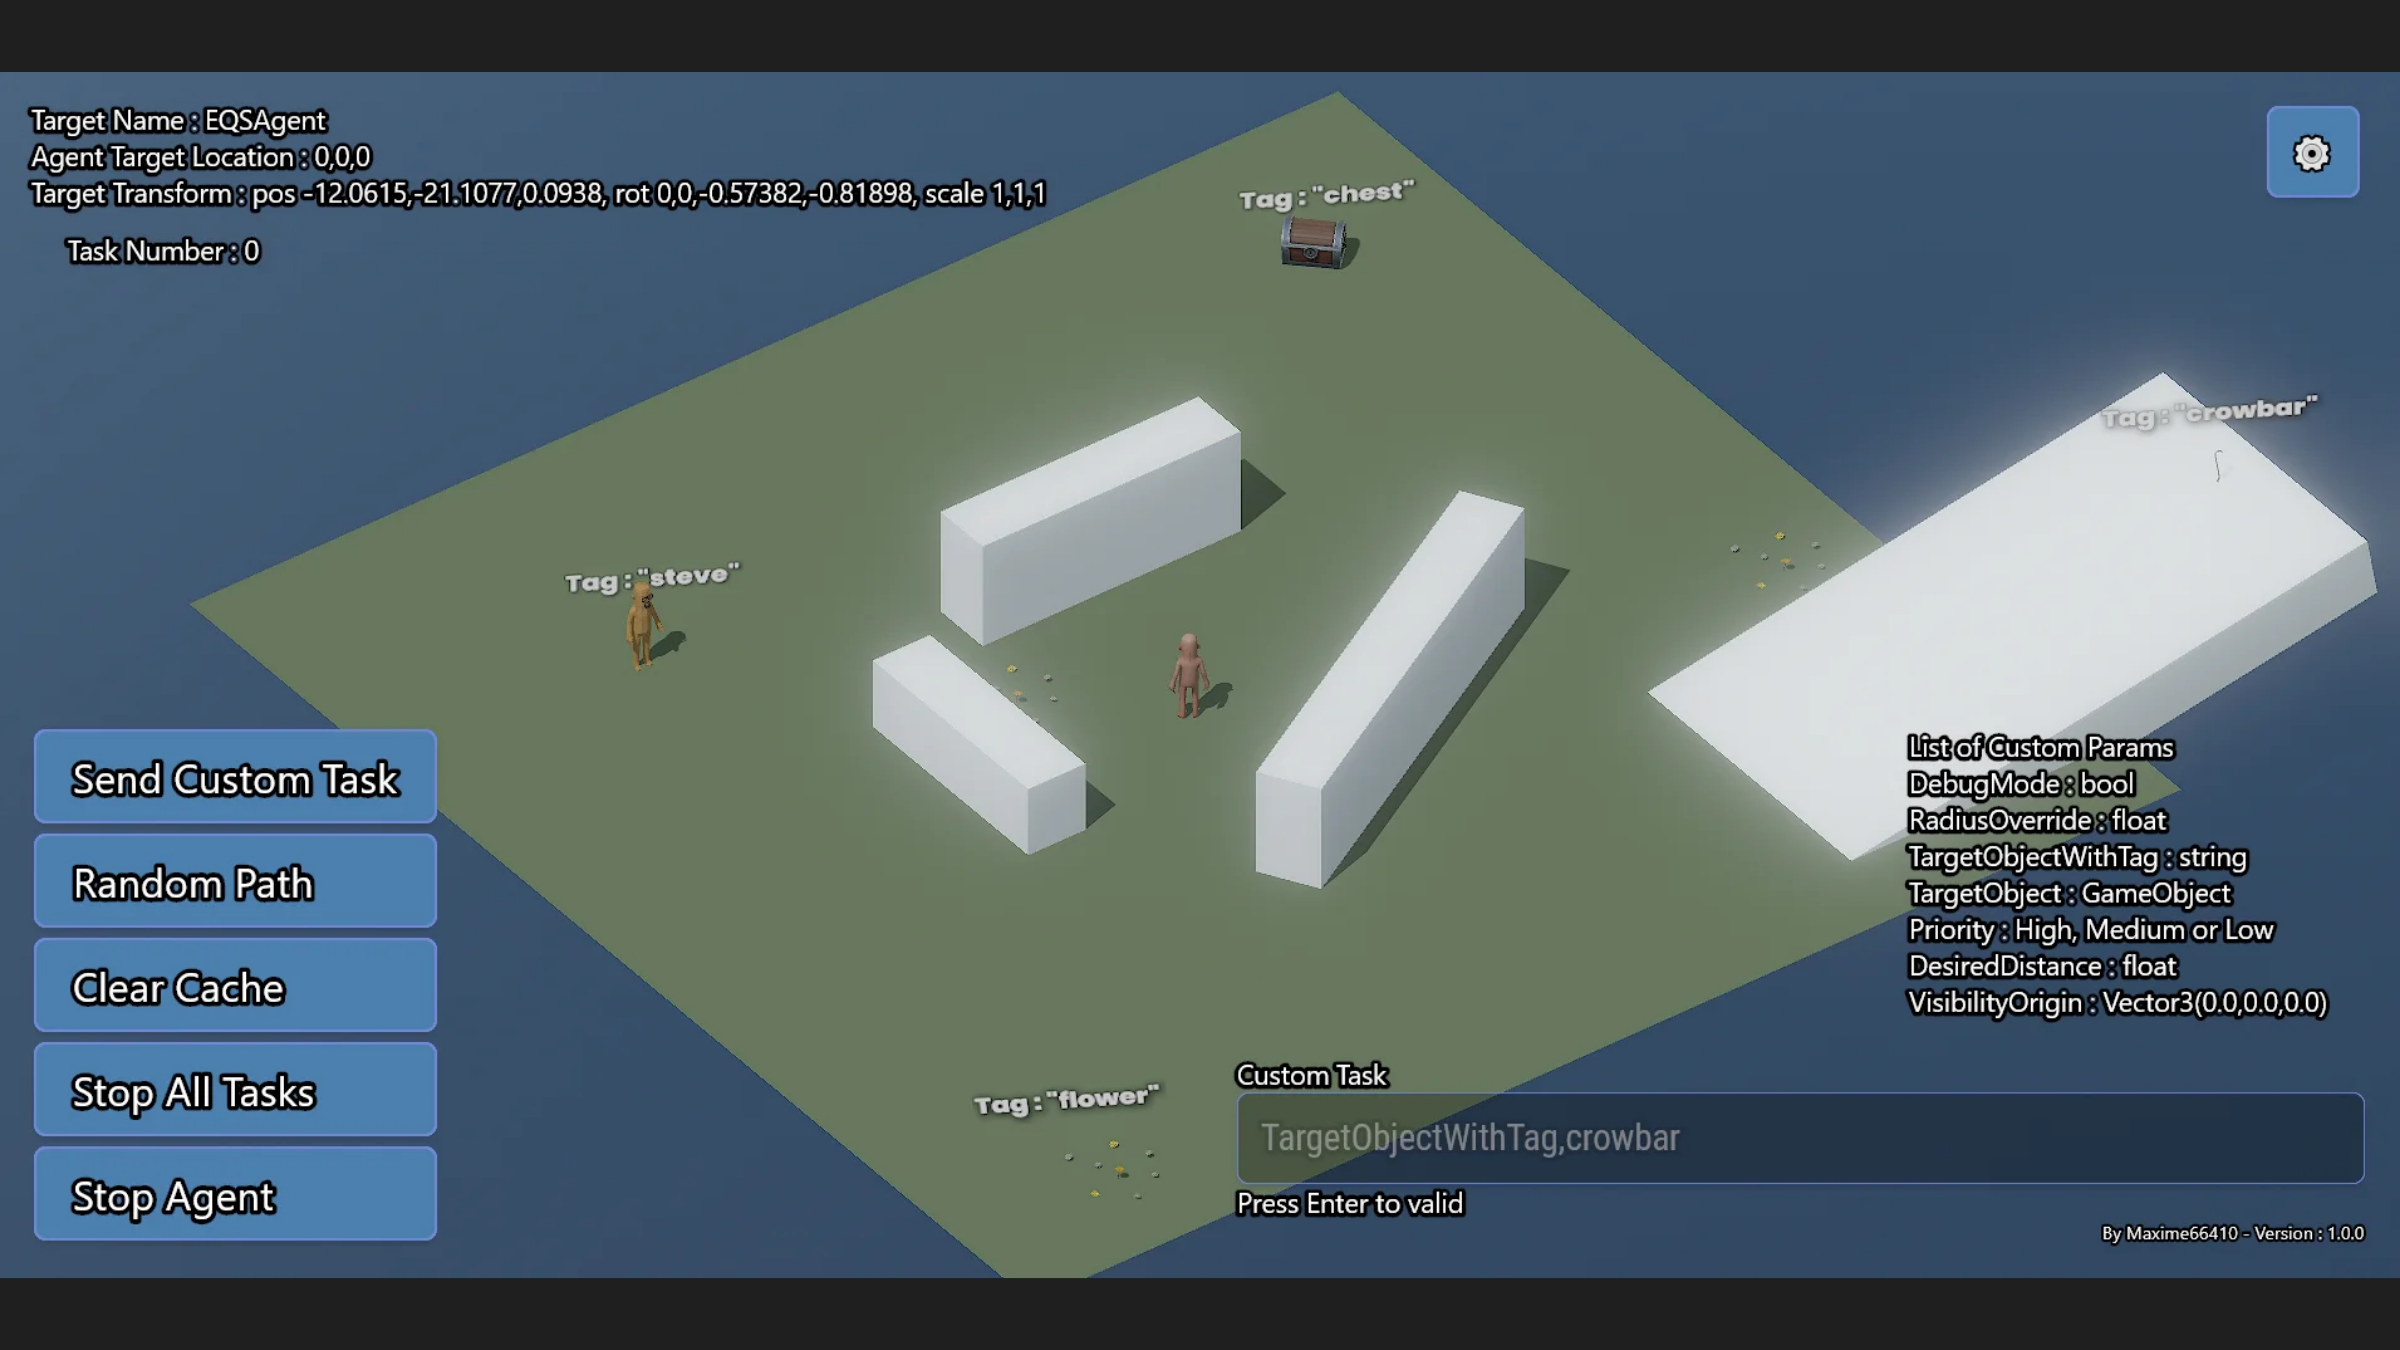 Target Name : EQSAgent
Agent Target Location : 0,0,0
Target Transform : pos -12.0615,-21.1077,0.0938, rot 0,0,-0.57382,-0.81898, scale 1,1,1
Task Number : 0
Tag : "chest"
Tag : "crowbar"
Tag : "steve"
Send Custom Task
Random Path
Clear Cache
Stop All Tasks
Stop Agent
List of Custom Params
DebugMode : bool
RadiusOverride : float
TargetObjectWithTag : string
TargetObject : GameObject
Priority : High, Medium or Low
DesiredDistance : float
VisibilityOrigin : Vector3(0.0,0.0,0.0)
Tag : "flower"
Custom Task
TargetObjectWithTag,crowbar
Press Enter to valid
By Maxime66410 - Version : 1.0.0